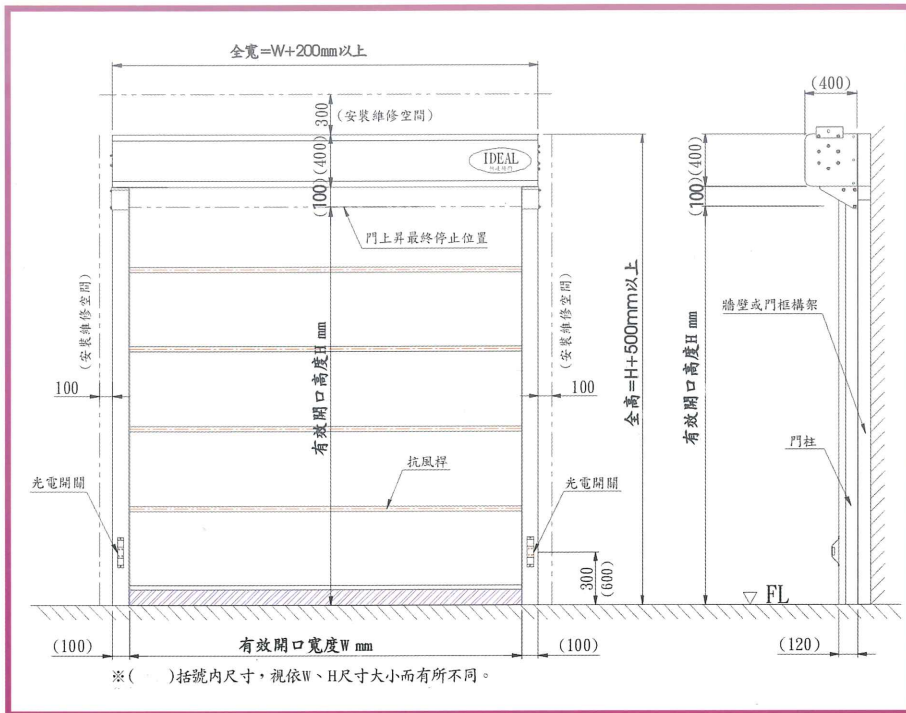 全寬=W+200mm以上
300
(安裝維修空間)
(400)
(100)
IDEAL
門上昇最終停止位置
(安裝維修空間)
(安裝維修空間)
100
100
有效開口高度H mm
全高=H+500mm以上
抗風桿
光電開關
光電開關
300
(600)
(100)
有效開口寬度W mm
(100)
(400)
(400)
(100)
有效開口高度H mm
牆壁或門框構架
門柱
FL
(120)
※( )括號內尺寸，視依W、H尺寸大小而有所不同。